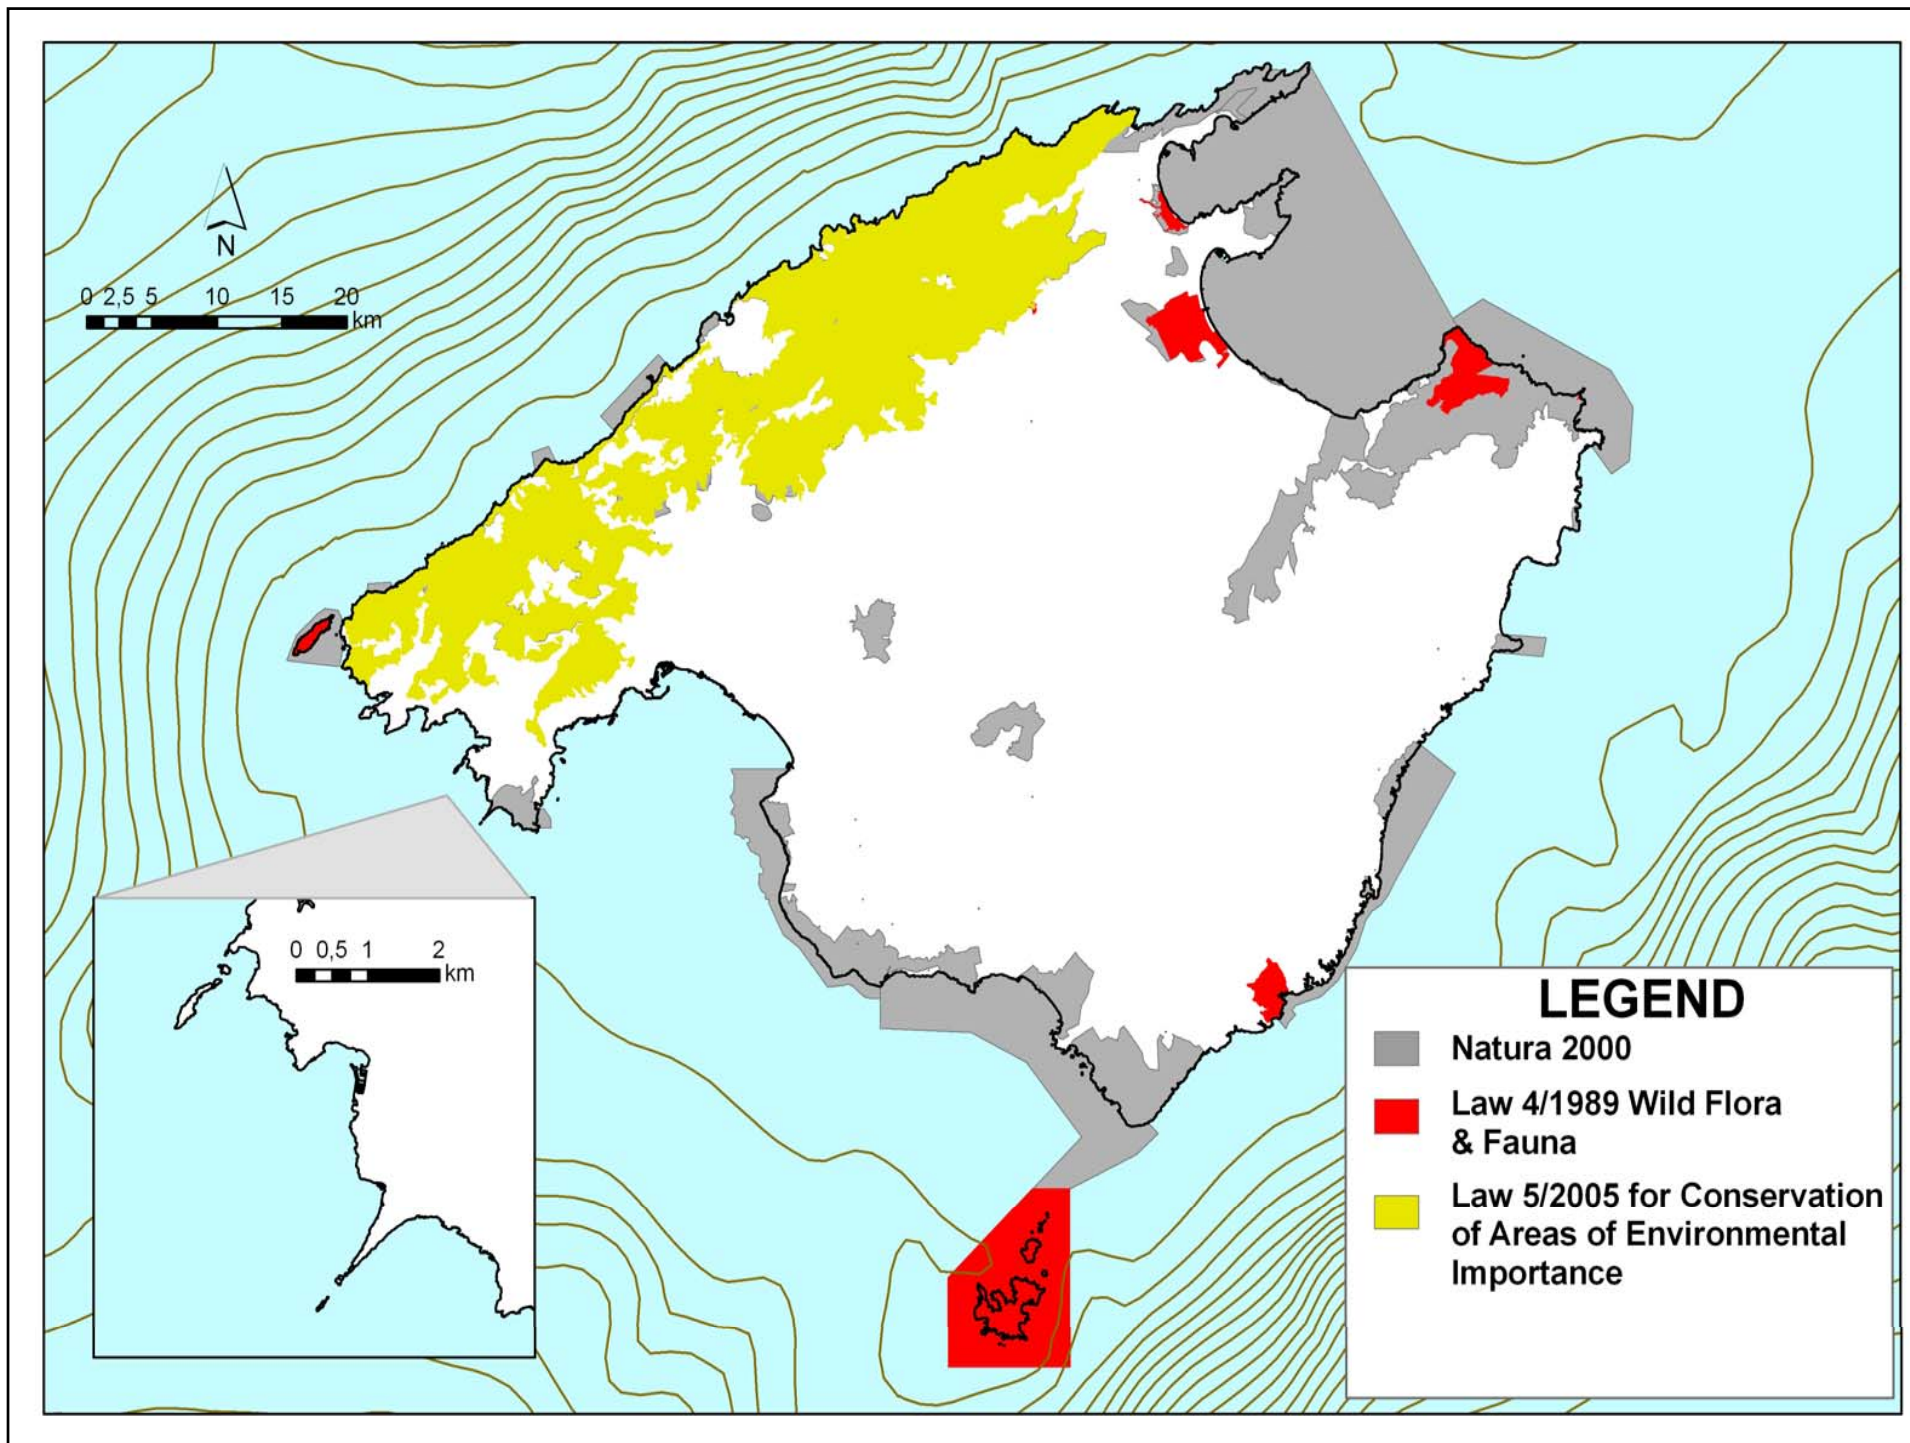 N
0 2,5 5 10 15 20
km
0 0,5 1 2
km
LEGEND
Natura 2000
Law 4/1989 Wild Flora
& Fauna
Law 5/2005 for Conservation
of Areas of Environmental
Importance